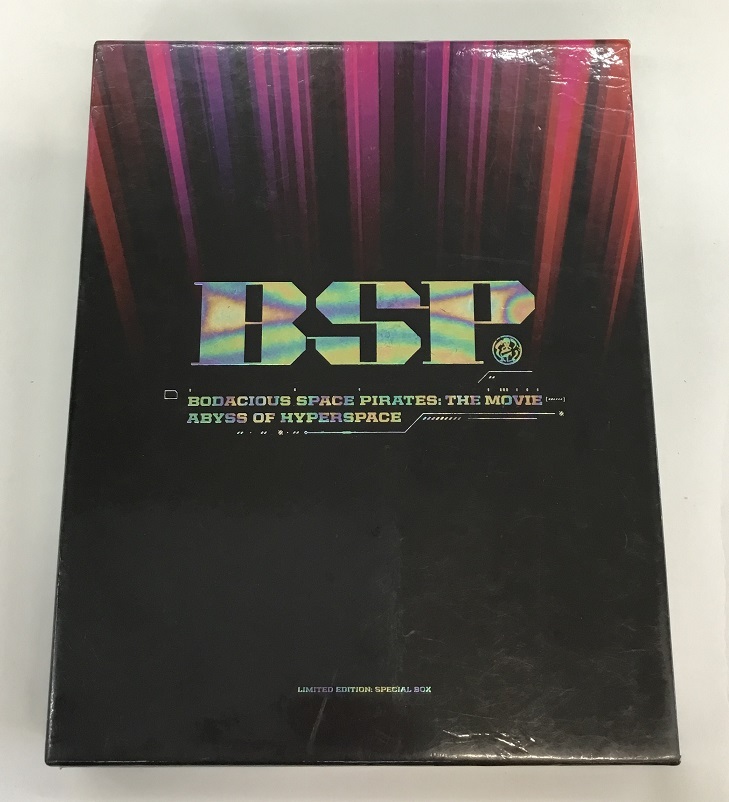 BSP
BODACIOUS SPACE PIRATES: THE MOVIE
ABYSS OF HYPERSPACE
LIMITED EDITION: SPECIAL BOX